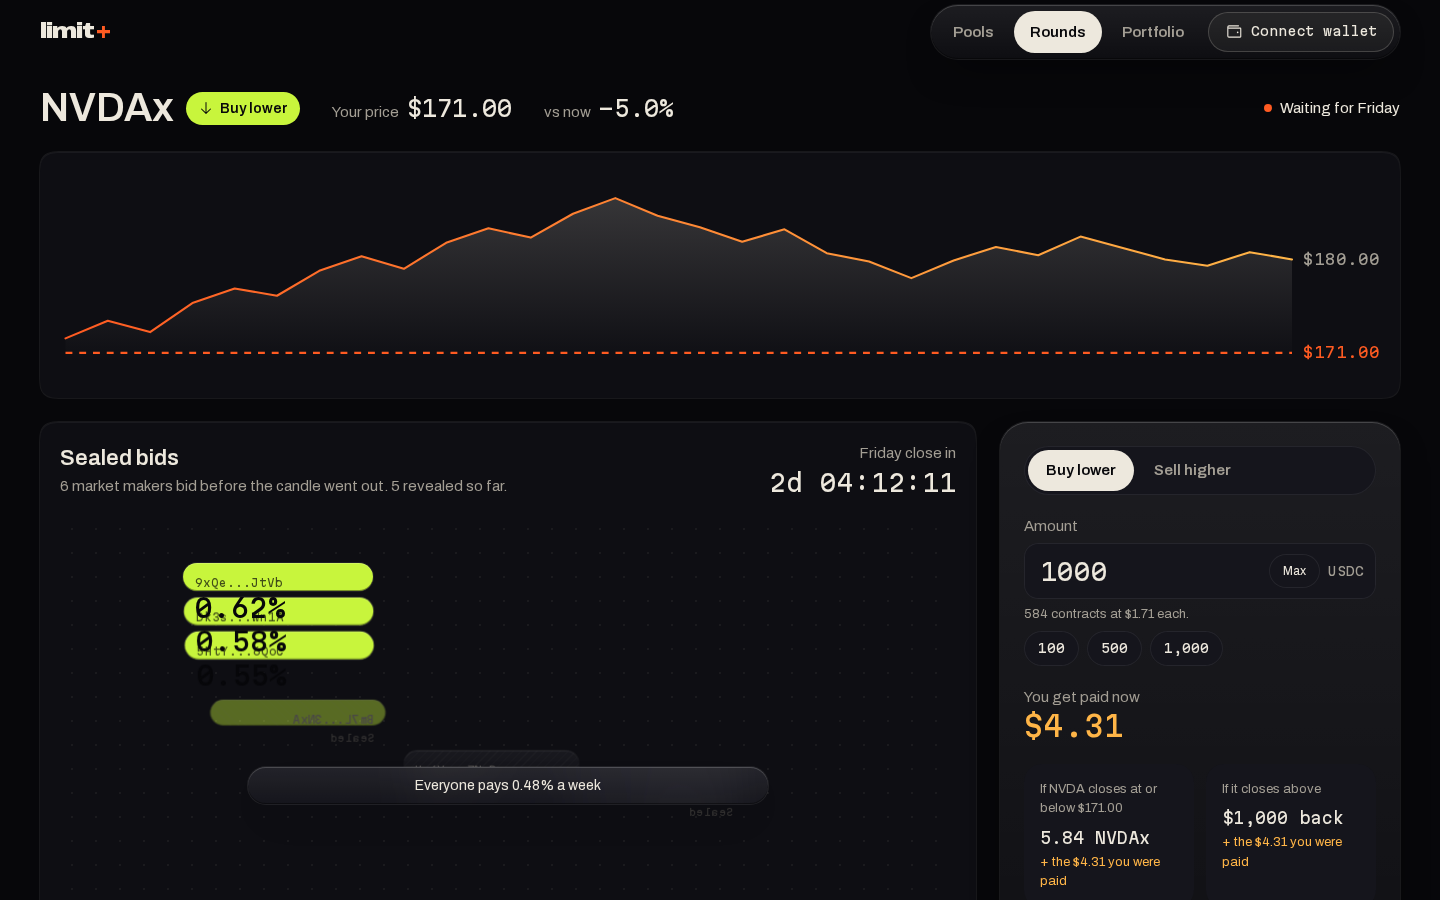 limit+
Pools
Rounds
Portfolio
Connect wallet
NVDAx
Buy lower
Your price $171.00
vs now −5.0%
Waiting for Friday
$180.00
$171.00
Sealed bids
6 market makers bid before the candle went out. 5 revealed so far.
Friday close in
2d 04:12:11
9xQe...JtVb
0.62%
0.58%
0.55%
Sealed
Everyone pays 0.48% a week
Sealed
Buy lower
Sell higher
Amount
1000
Max
USDC
584 contracts at $1.71 each.
100
500
1,000
You get paid now
$4.31
If NVDA closes at or
below $171.00
5.84 NVDAx
+ the $4.31 you were
paid
If it closes above
$1,000 back
+ the $4.31 you were
paid